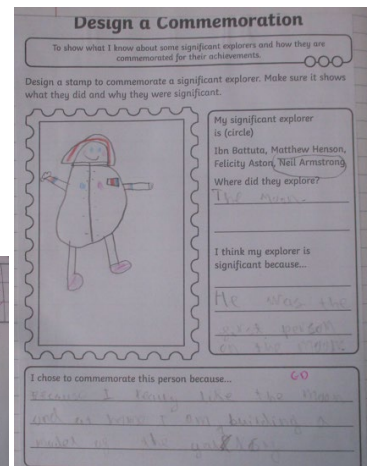 Design a Commemoration
To show what I know about some significant explorers and how they are
commemorated for their achievements.
Design a stamp to commemorate a significant explorer. Make sure it shows
what they did and why they were significant.
My significant explorer
is (circle)
Ibn Battuta, Matthew Henson,
Felicity Aston, Neil Armstrong
Where did they explore?
The Moon.
I think my explorer is
significant because...
He was the
first person
on the moon
I chose to commemorate this person because...
because I really like the moon
and at home I am building a
model of the